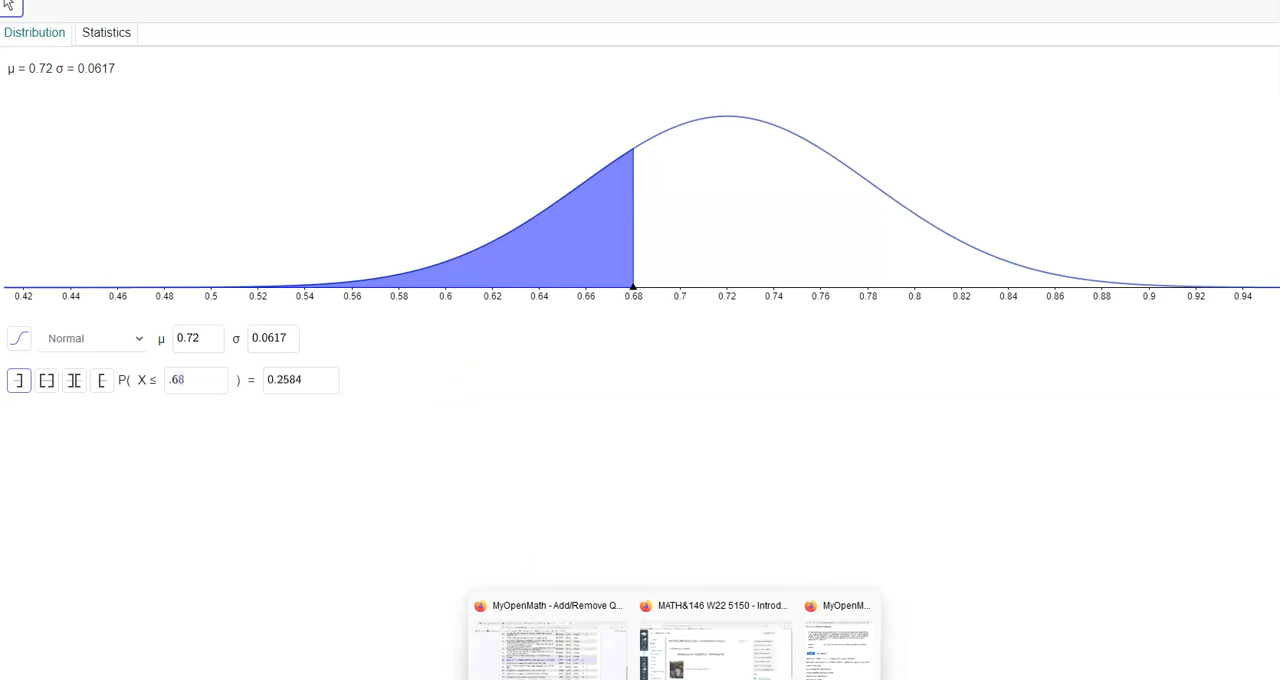 Distribution Statistics
μ = 0.72 σ = 0.0617
0.42 0.44 0.46 0.48 0.5 0.52 0.54 0.56 0.58 0.6 0.62 0.64 0.66 0.68 0.7 0.72 0.74 0.76 0.78 0.8 0.82 0.84 0.86 0.88 0.9 0.92 0.94
Normal μ 0.72 σ 0.0617
P( X ≤ .68 ) = 0.2584
MyOpenMath - Add/Remove Q... MATH&146 W22 5150 - Introd... MyOpenM...